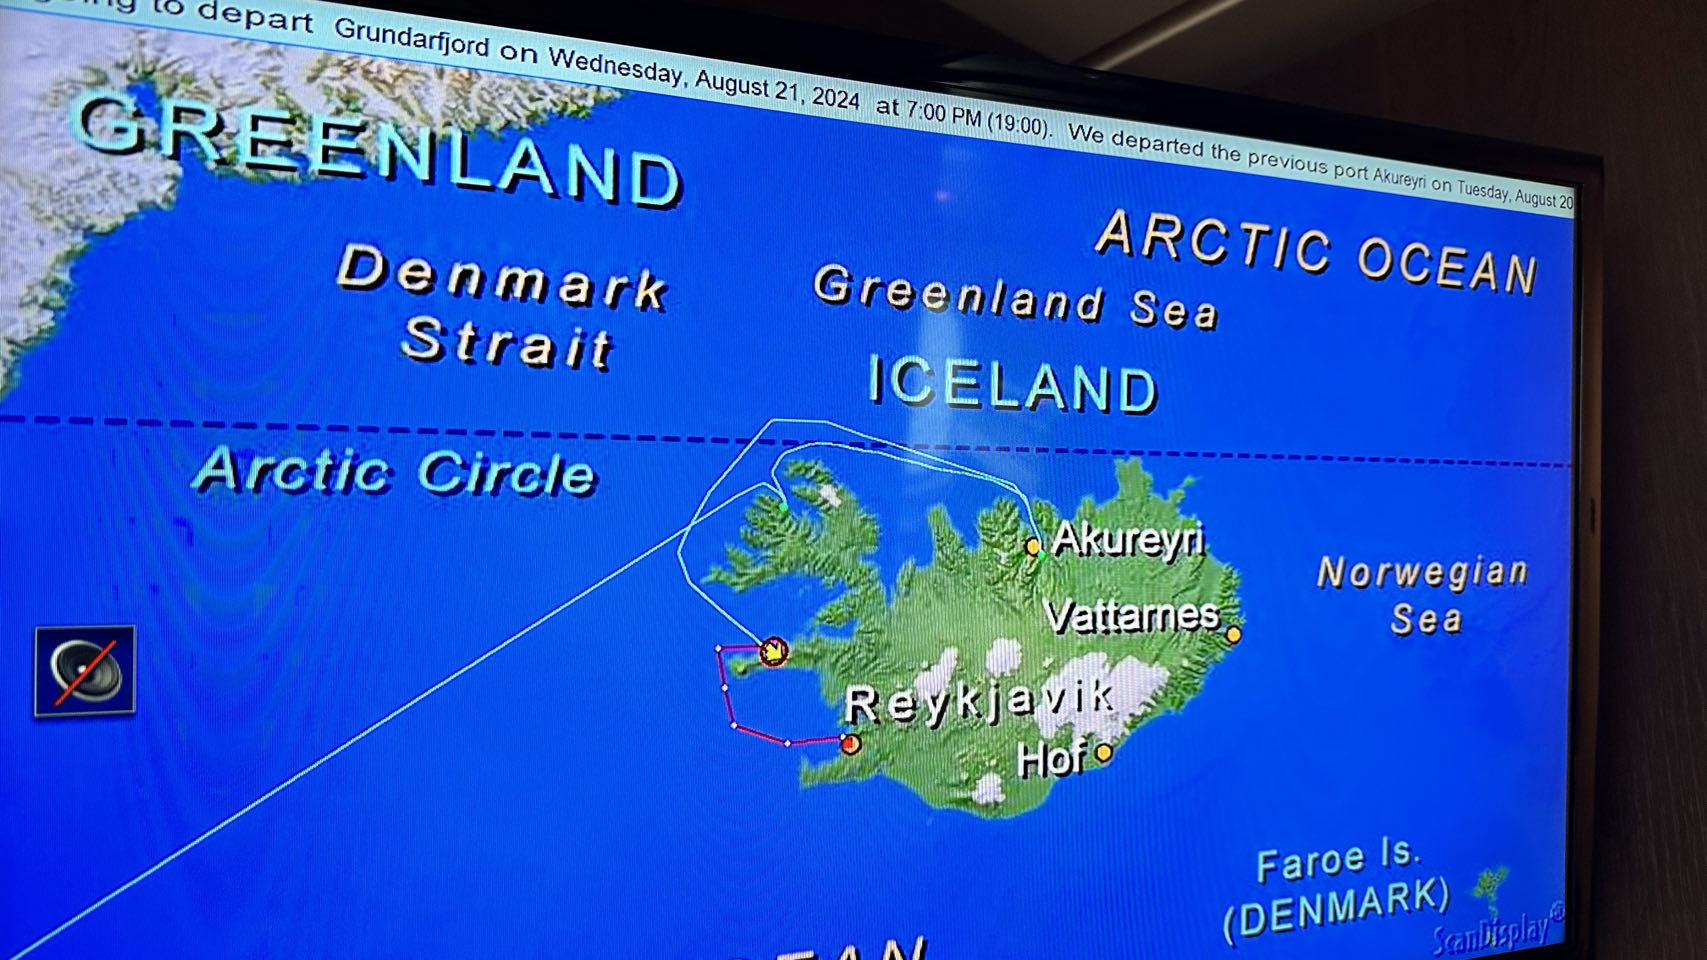 to depart Grundarfjord on Wednesday, August 21, 2024 at 7:00 PM (19:00). We departed the previous port Akureyri on Tuesday, August 20
GREENLAND
ARCTIC OCEAN
Denmark
Strait
Greenland Sea
ICELAND
Arctic Circle
Akureyri
Norwegian
Sea
Vattarnes
Reykjavik
Hof
Faroe Is.
(DENMARK)
ScanDisplay®